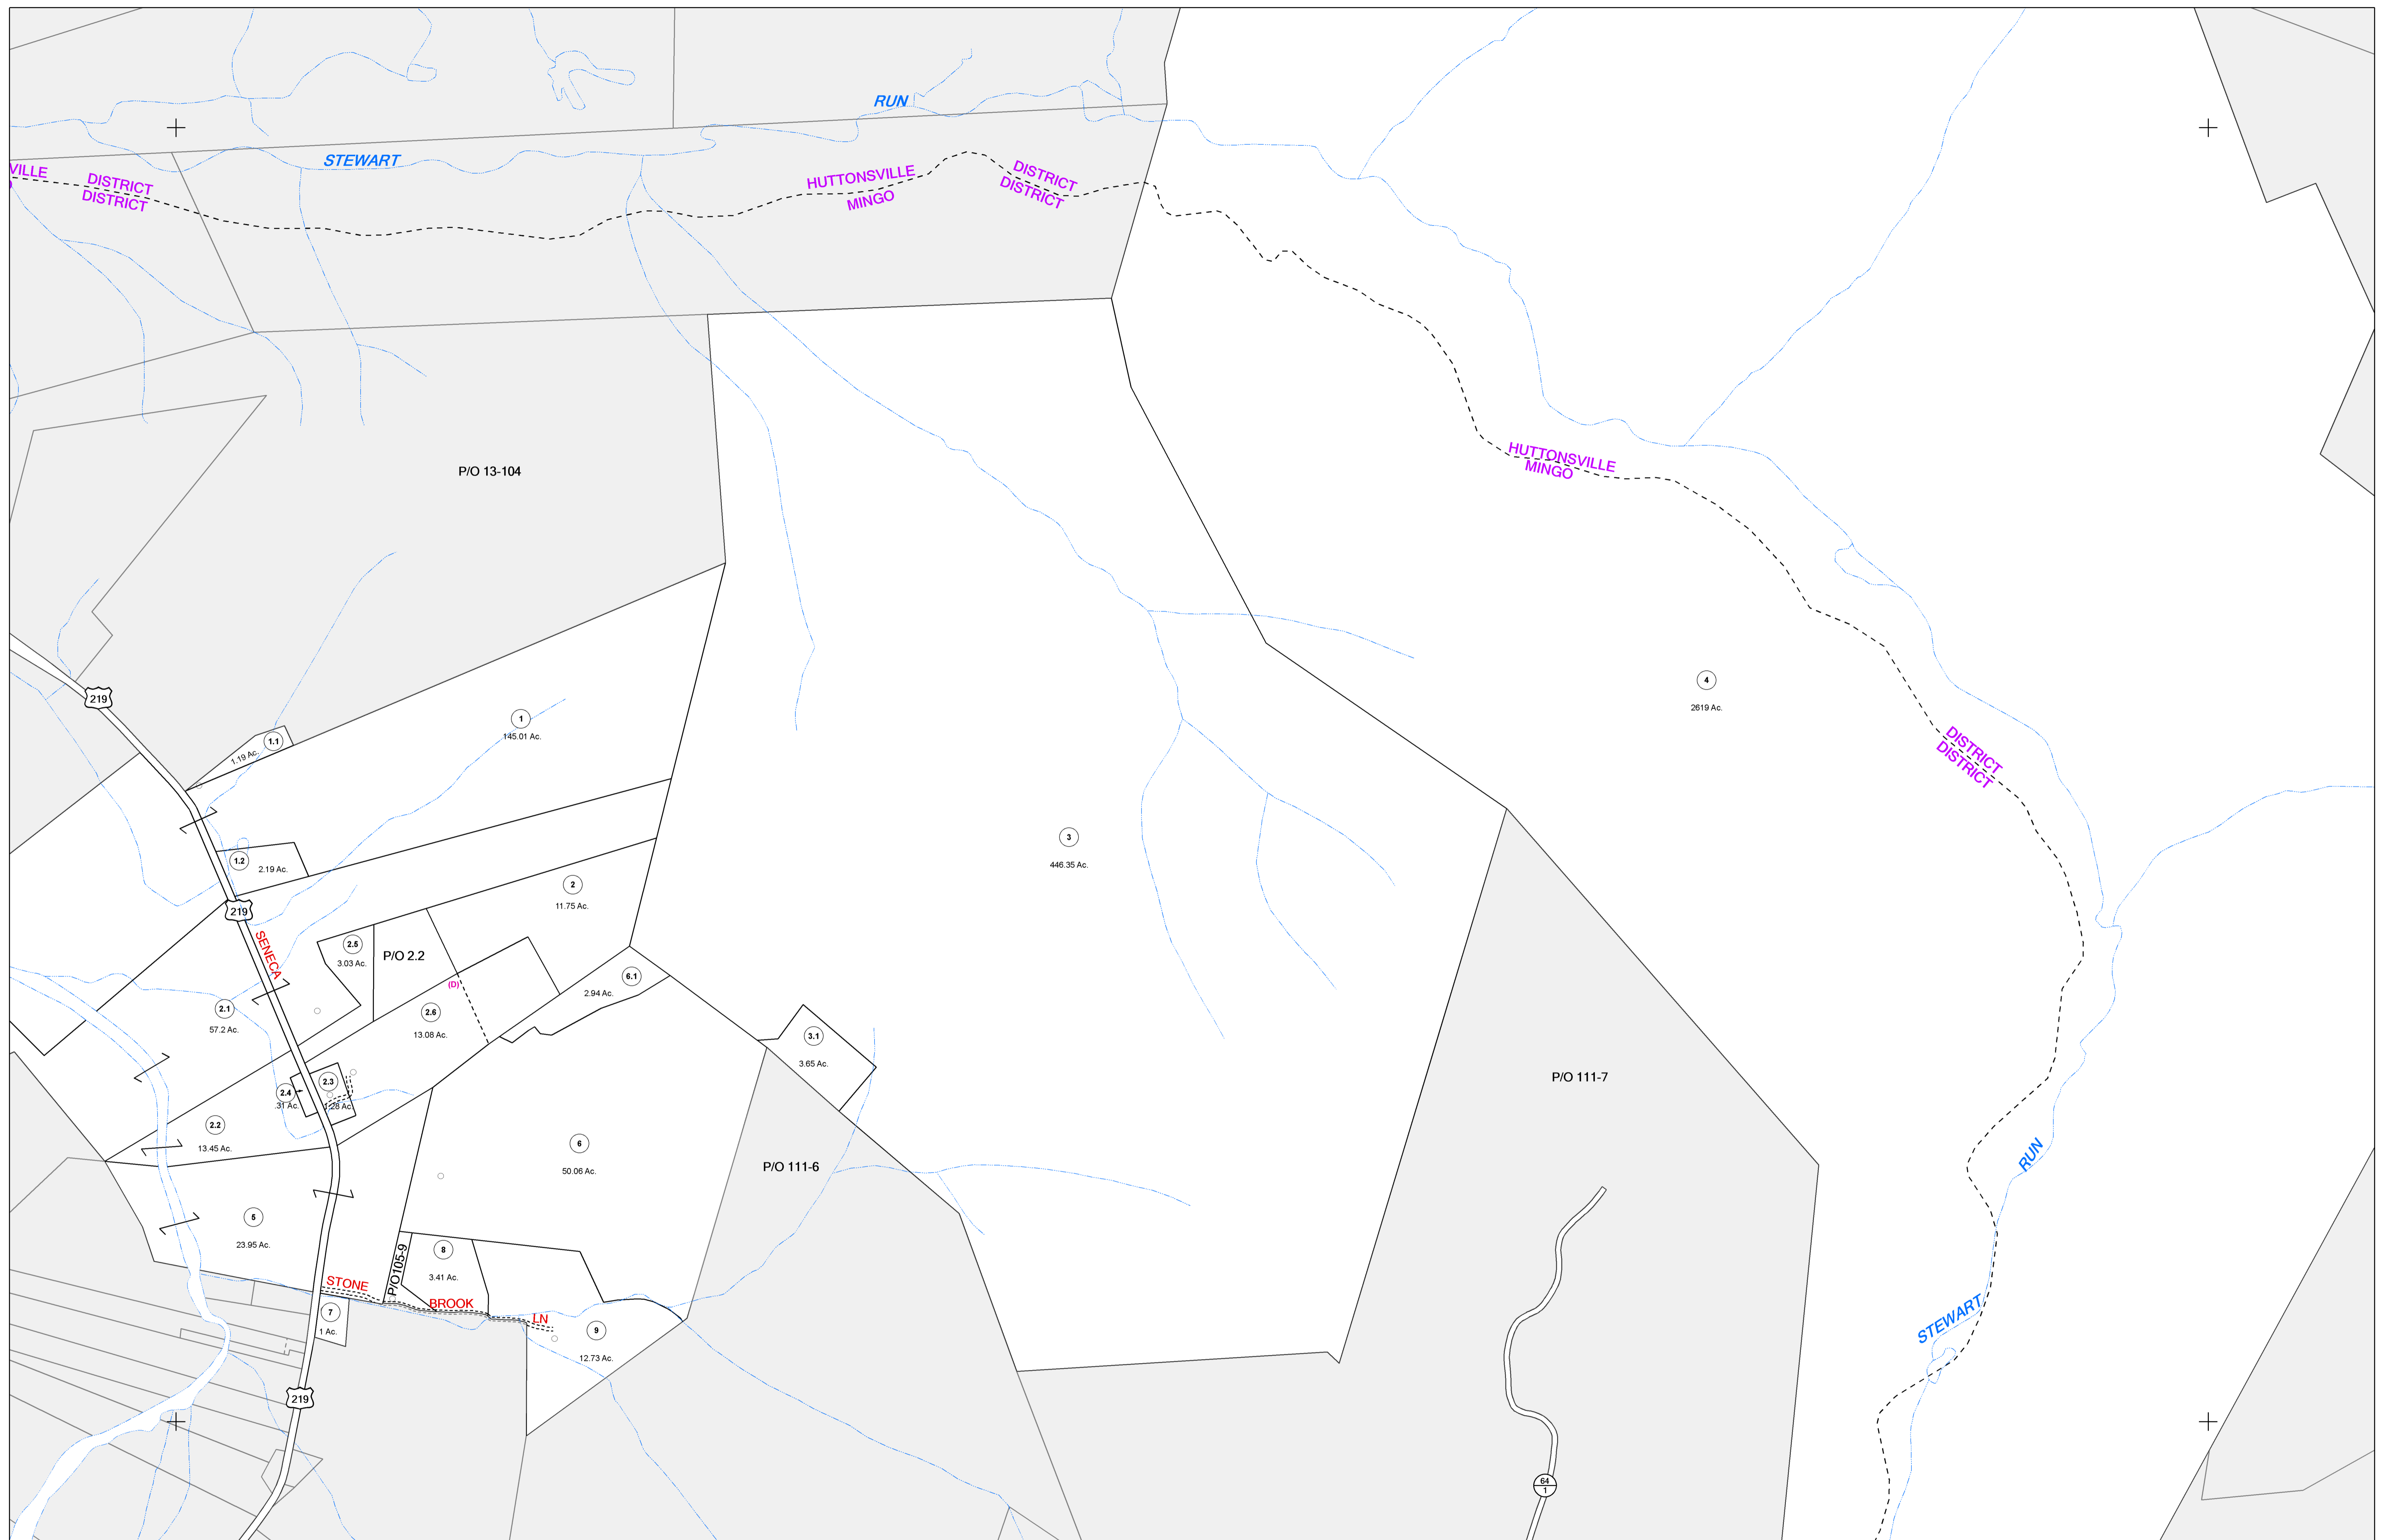 RUN
STEWART
VILLE
DISTRICT
DISTRICT
HUTTONSVILLE
MINGO
DISTRICT
DISTRICT
HUTTONSVILLE
MINGO
P/O 13-104
4
2619 Ac.
219
1
145.01 Ac.
1.1
1.19 Ac.
DISTRICT
DISTRICT
3
446.35 Ac.
1.2
2.19 Ac.
2
11.75 Ac.
219
SENECA
2.5
3.03 Ac.
P/O 2.2
6.1
2.94 Ac.
(D)
2.1
57.2 Ac.
2.6
13.08 Ac.
3.1
3.65 Ac.
P/O 111-7
2.3
1.28 Ac.
2.4
.31 Ac.
2.2
13.45 Ac.
6
50.06 Ac.
P/O 111-6
RUN
5
23.95 Ac.
P/O105-9
8
3.41 Ac.
STONE
BROOK
LN
7
1 Ac.
9
12.73 Ac.
STEWART
219
64
1